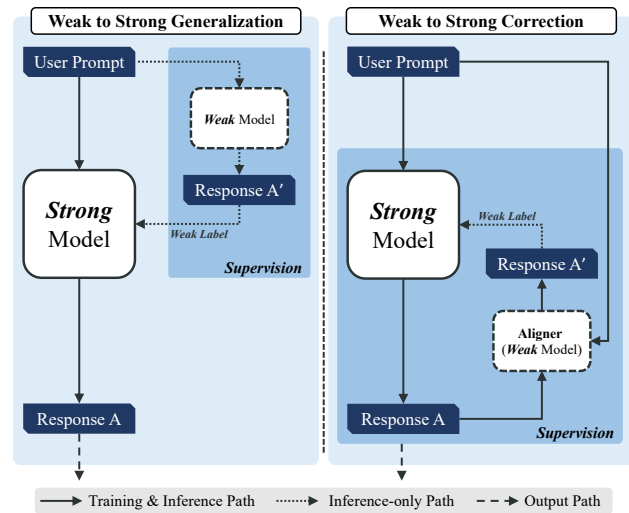 Weak to Strong Generalization
User Prompt
Weak Model
Response A′
Strong
Model
Weak Label
Supervision
Response A
Weak to Strong Correction
User Prompt
Strong
Model
Weak Label
Response A′
Aligner
(Weak Model)
Response A
Supervision
Training & Inference Path
Inference-only Path
Output Path